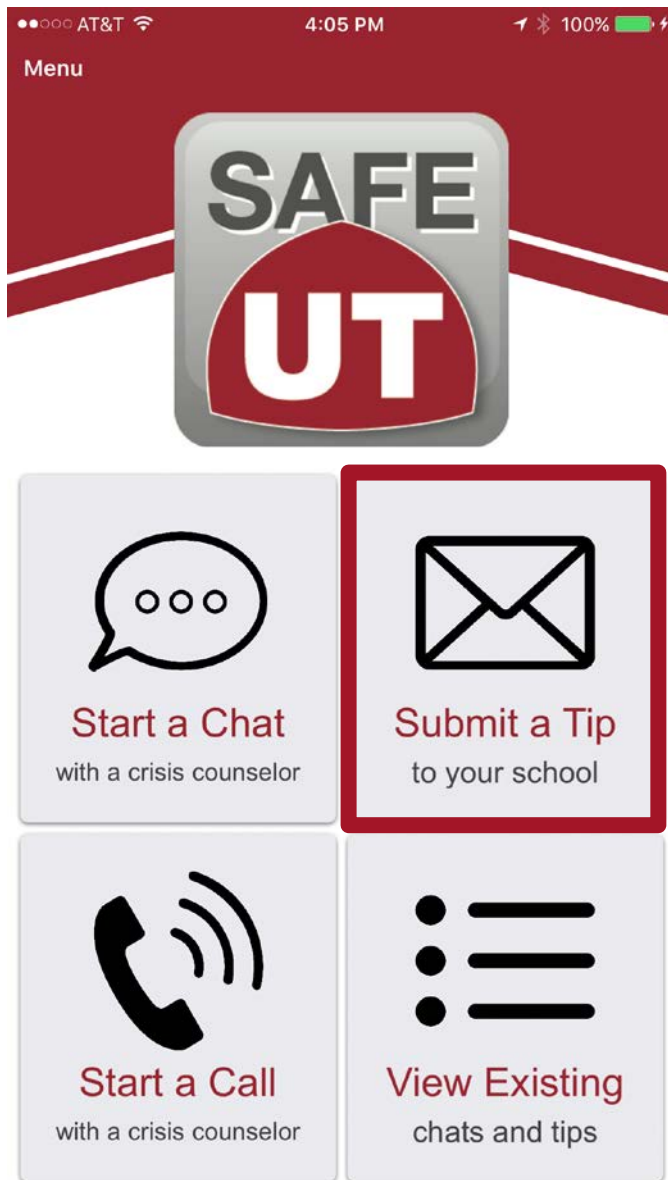 AT&T 4:05 PM 100%
Menu
SAFE
UT
Start a Chat
with a crisis counselor
Submit a Tip
to your school
Start a Call
with a crisis counselor
View Existing
chats and tips